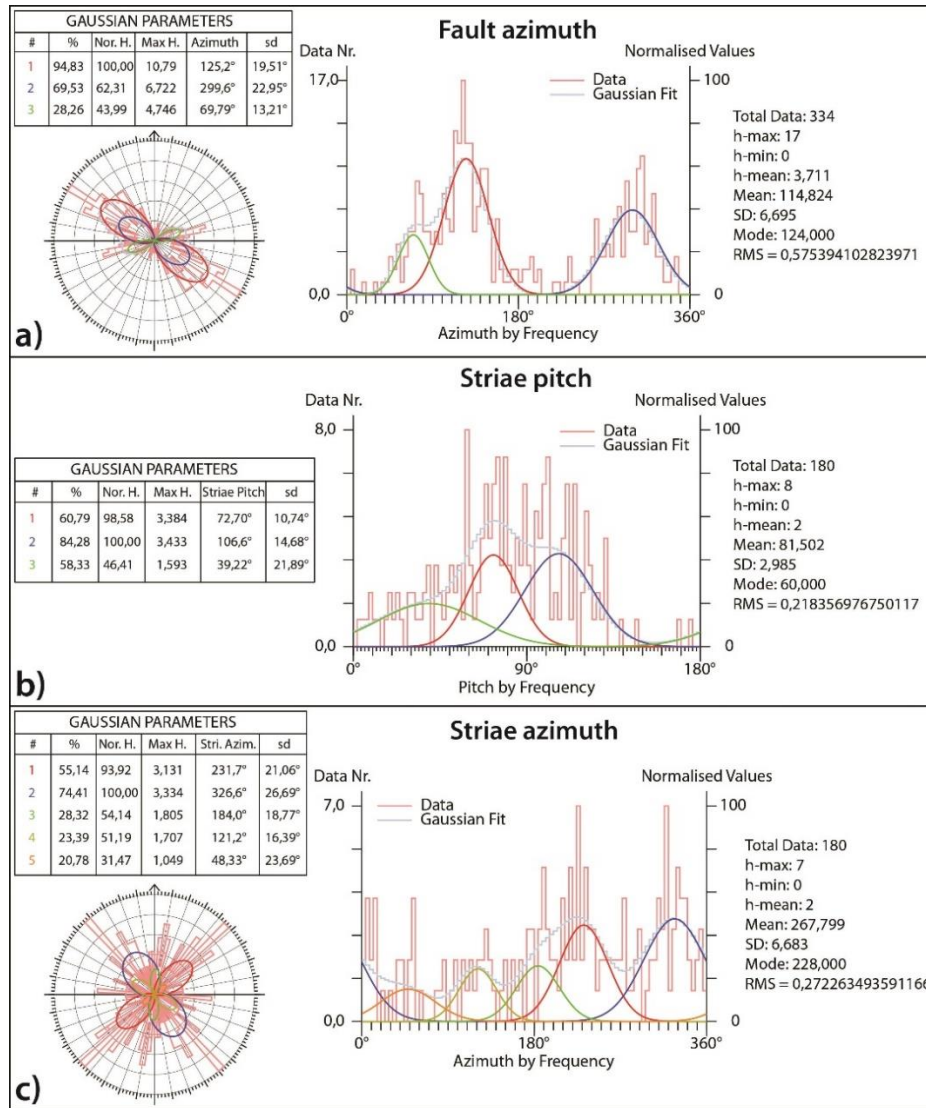 GAUSSIAN PARAMETERS
# % Nor. H. Max H. Azimuth sd
1 94,83 100,00 10,79 125,2° 19,51°
2 69,53 62,31 6,722 299,6° 22,95°
3 28,26 43,99 4,746 69,79° 13,21°
Fault azimuth
Data Nr. Normalised Values
17,0 100
Data
Gaussian Fit
Total Data: 334
h-max: 17
h-min: 0
h-mean: 3,711
Mean: 114,824
SD: 6,695
Mode: 124,000
RMS = 0,575394102823971
0,0 0
0° 180° 360°
Azimuth by Frequency
a)
Striae pitch
Data Nr. Normalised Values
8,0 100
Data
Gaussian Fit
GAUSSIAN PARAMETERS
# % Nor. H. Max H. Striae Pitch sd
1 60,79 98,58 3,384 72,70° 10,74°
2 84,28 100,00 3,433 106,6° 14,68°
3 58,33 46,41 1,593 39,22° 21,89°
Total Data: 180
h-max: 8
h-min: 0
h-mean: 2
Mean: 81,502
SD: 2,985
Mode: 60,000
RMS = 0,218356976750117
0,0 0
0° 90° 180°
Pitch by Frequency
b)
GAUSSIAN PARAMETERS
# % Nor. H. Max H. Stri. Azim. sd
1 55,14 93,92 3,131 231,7° 21,06°
2 74,41 100,00 3,334 326,6° 26,69°
3 28,32 54,14 1,805 184,0° 18,77°
4 23,39 51,19 1,707 121,2° 16,39°
5 20,78 31,47 1,049 48,33° 23,69°
Striae azimuth
Data Nr. Normalised Values
7,0 100
Data
Gaussian Fit
Total Data: 180
h-max: 7
h-min: 0
h-mean: 2
Mean: 267,799
SD: 6,683
Mode: 228,000
RMS = 0,272263493591166
0,0 0
0° 180° 360°
Azimuth by Frequency
c)